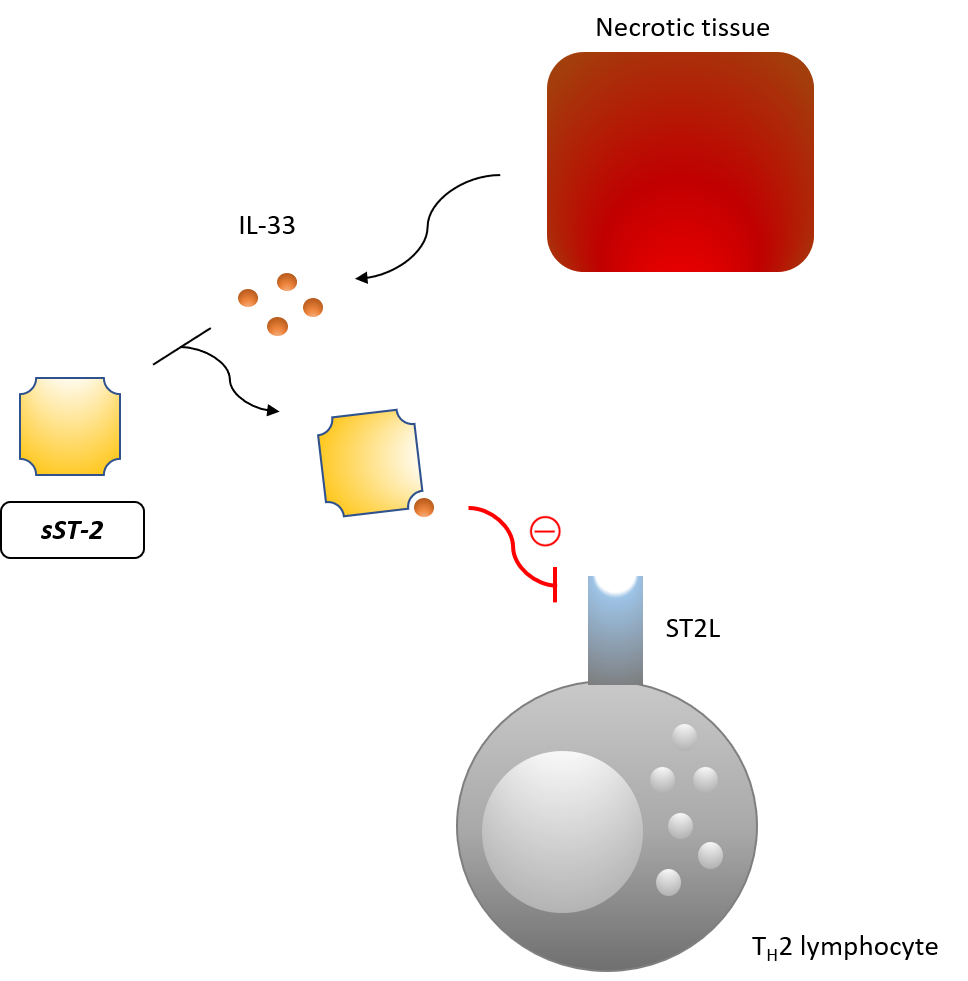 Necrotic tissue
IL-33
sST-2
ST2L
TH2 lymphocyte